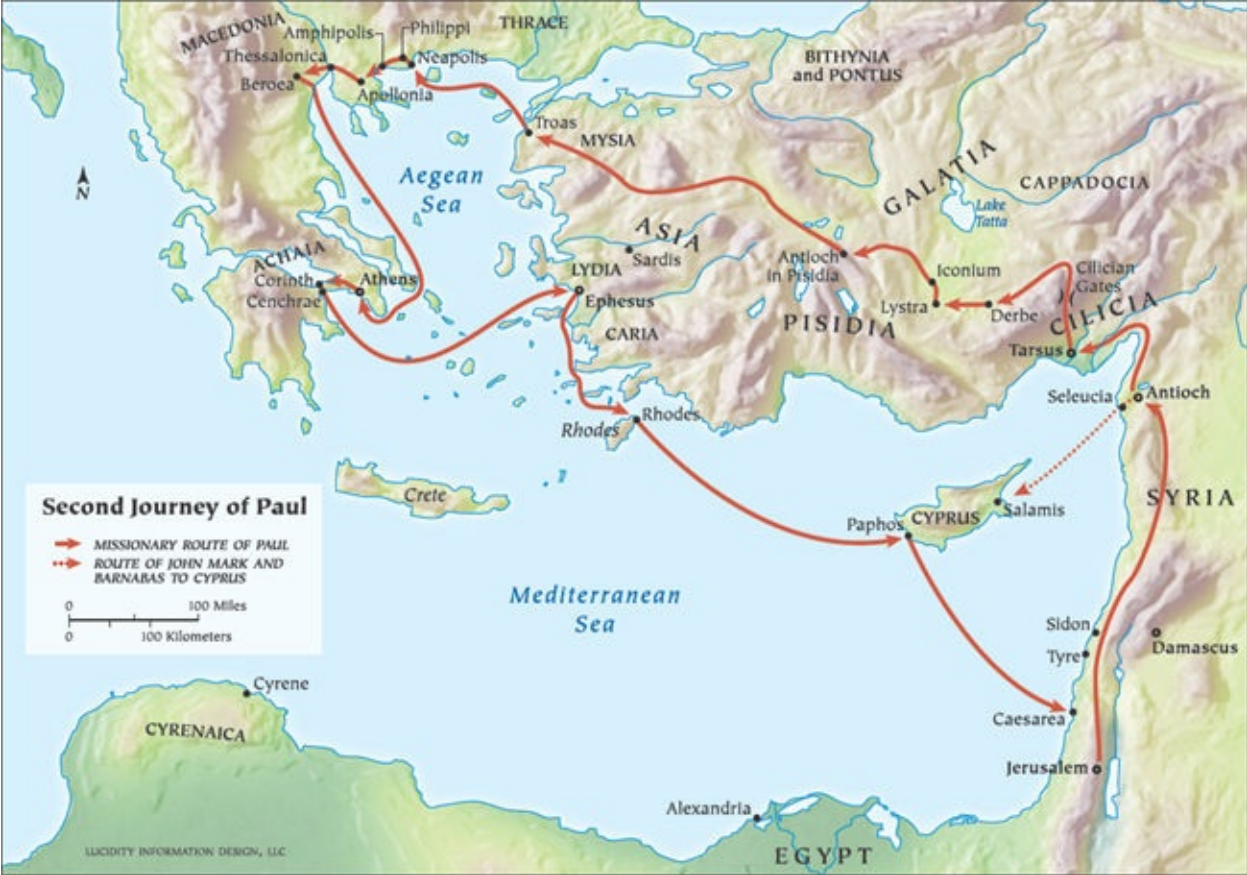 MACEDONIA
Amphipolis
Philippi
THRACE
Thessalonica
Neapolis
Beroea
Apollonia
BITHYNIA
and PONTUS
Troas
MYSIA
N
Aegean
Sea
GALATIA
CAPPADOCIA
Lake
Tatta
ASIA
Sardis
ACHAIA
Antioch
in Pisidia
Iconium
Cilician
Gates
Corinth
Athens
LYDIA
Cenchrae
Ephesus
Lystra
Derbe
CILICIA
PISIDIA
CARIA
Tarsus
Seleucia
Antioch
Rhodes
Rhodes
Crete
SYRIA
Second Journey of Paul
MISSIONARY ROUTE OF PAUL
ROUTE OF JOHN MARK AND
BARNABAS TO CYPRUS
0 100 Miles
0 100 Kilometers
Salamis
CYPRUS
Paphos
Mediterranean
Sea
Sidon
Damascus
Tyre
Cyrene
CYRENAICA
Caesarea
Jerusalem
Alexandria
EGYPT
LUCIDITY INFORMATION DESIGN, LLC